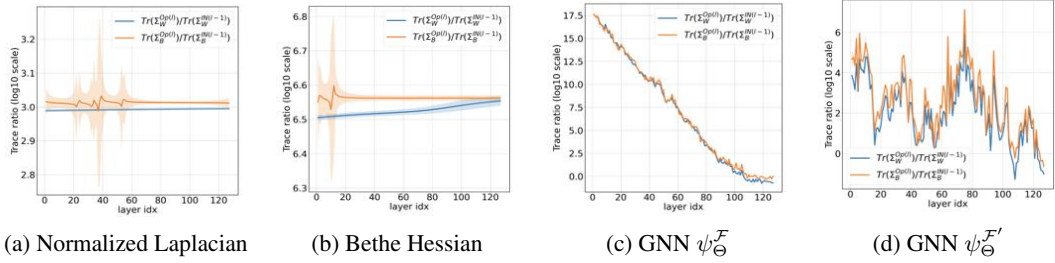 Trace ratio (log10 scale)
3.2
3.1
3.0
2.9
2.8
Tr(Σ_W^{Op(l)})/Tr(Σ_W^{IN(l−1)})
Tr(Σ_B^{Op(l)})/Tr(Σ_B^{IN(l−1)})
0 20 40 60 80 100 120
layer idx
(a) Normalized Laplacian
Trace ratio (log10 scale)
6.9
6.8
6.7
6.6
6.5
6.4
6.3
Tr(Σ_W^{Op(l)})/Tr(Σ_W^{IN(l−1)})
Tr(Σ_B^{Op(l)})/Tr(Σ_B^{IN(l−1)})
0 20 40 60 80 100 120
layer idx
(b) Bethe Hessian
Trace ratio (log10 scale)
17.5
15.0
12.5
10.0
7.5
5.0
2.5
0.0
Tr(Σ_W^{Op(l)})/Tr(Σ_W^{IN(l−1)})
Tr(Σ_B^{Op(l)})/Tr(Σ_B^{IN(l−1)})
0 20 40 60 80 100 120
layer idx
(c) GNN ψ_Θ^ℱ
Trace ratio (log10 scale)
6
4
2
0
Tr(Σ_W^{Op(l)})/Tr(Σ_W^{IN(l−1)})
Tr(Σ_B^{Op(l)})/Tr(Σ_B^{IN(l−1)})
0 20 40 60 80 100 120
layer idx
(d) GNN ψ_Θ^ℱ′